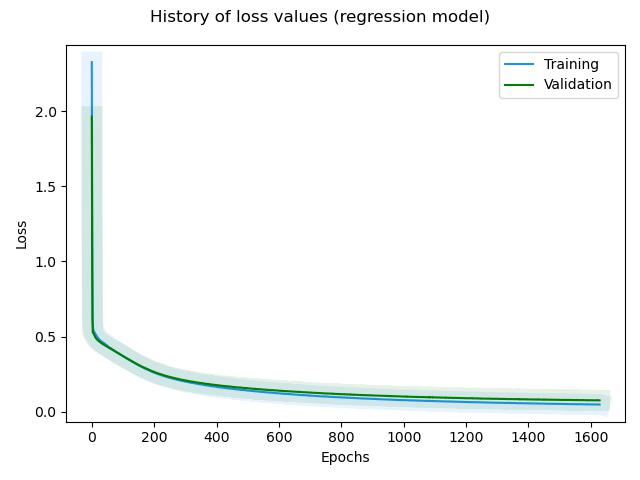 History of loss values (regression model)
Training
Validation
2.0
1.5
1.0
0.5
0.0
Loss
0 200 400 600 800 1000 1200 1400 1600
Epochs